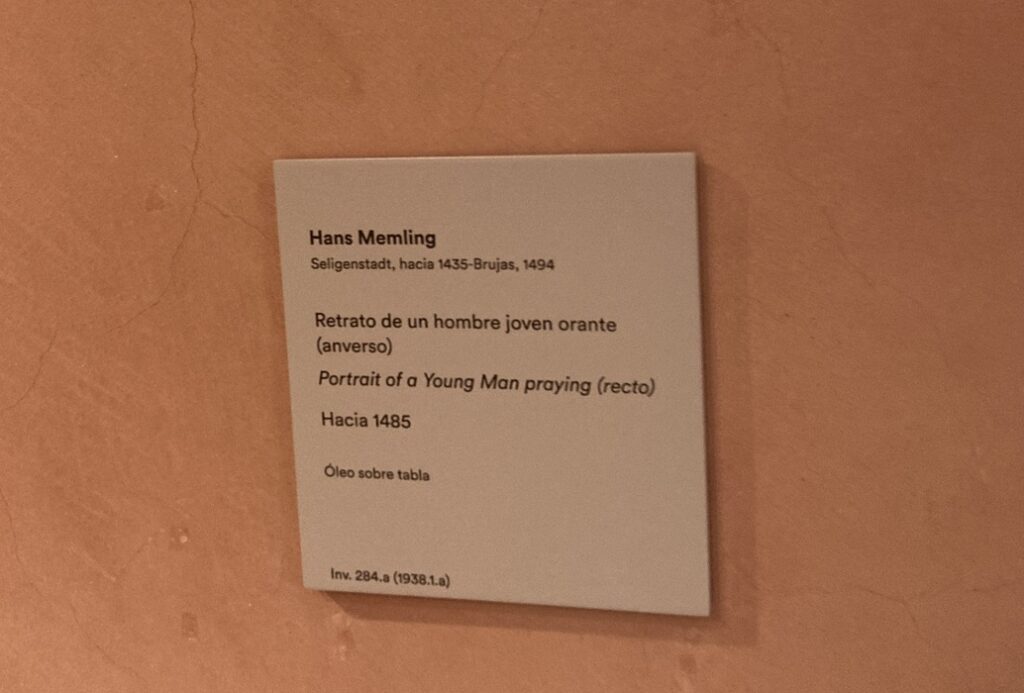 Hans Memling
Seligenstadt, hacia 1435-Brujas, 1494
Retrato de un hombre joven orante
(anverso)
Portrait of a Young Man praying (recto)
Hacia 1485
Óleo sobre tabla
Inv. 284.a (1938.1.a)